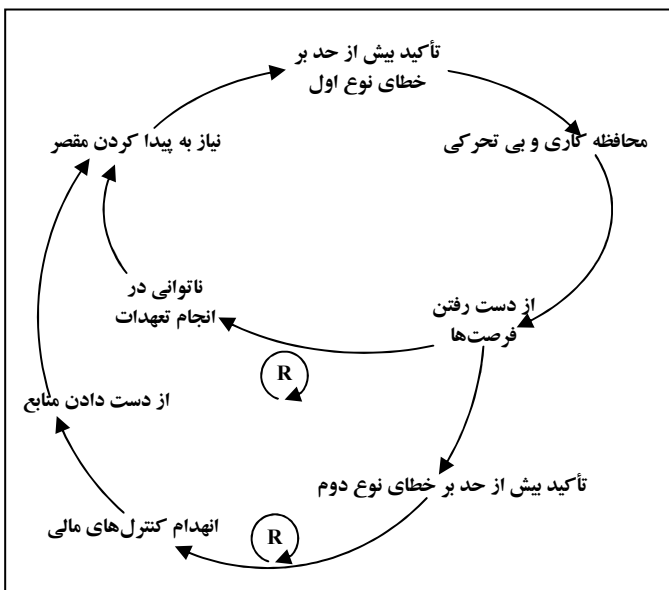 تأکید بیش از حد بر
خطای نوع اول
نیاز به پیدا کردن مقصر
محافظه کاری و بی تحرکی
ناتوانی در
انجام تعهدات
از دست رفتن
فرصت‌ها
R
از دست دادن منابع
تأکید بیش از حد بر خطای نوع دوم
انهدام کنترل‌های مالی
R